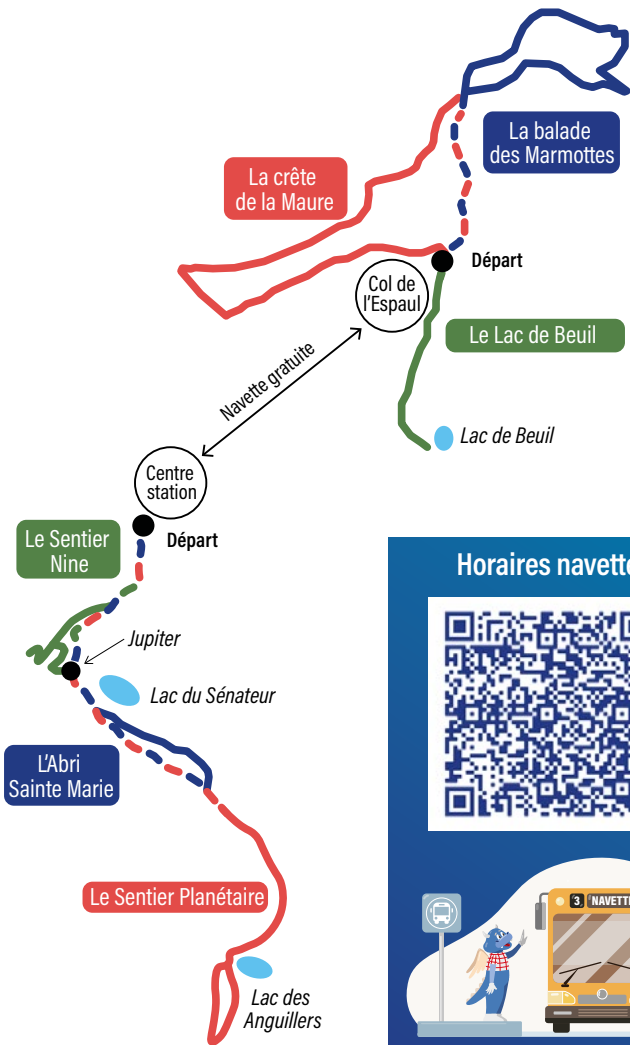 La balade
des Marmottes
La crête
de la Maure
Départ
Col de
l'Espaul
Le Lac de Beuil
Navette gratuite
Lac de Beuil
Centre
station
Départ
Le Sentier
Nine
Jupiter
Lac du Sénateur
L'Abri
Sainte Marie
Le Sentier Planétaire
Lac des
Anguillers
Horaires navette
3 NAVETTE